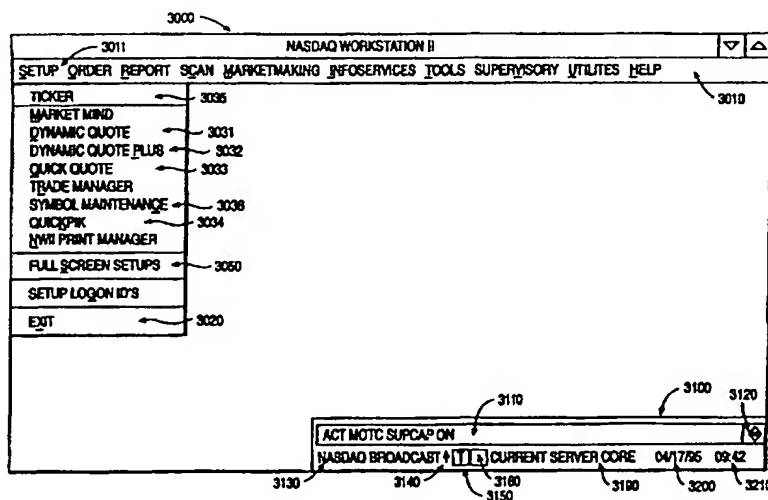 3000
NASDAQ WORKSTATION II
3011
SETUP ORDER REPORT SCAN MARKETMAKING INFOSERVICES TOOLS SUPERVISORY UTILITES HELP
3010
TICKER 3035
MARKET MIND
DYNAMIC QUOTE 3031
DYNAMIC QUOTE PLUS 3032
QUICK QUOTE 3033
TRADE MANAGER
SYMBOL MAINTENANCE 3036
QUICKPIK 3034
NWII PRINT MANAGER
FULL SCREEN SETUPS 3050
SETUP LOGON ID'S
EXIT 3020
3100
3110 3120
ACT MOTC SUPCAP ON
NASDAQ BROADCAST T CURRENT SERVER CORE 04/17/95 09:42
3130 3140 3150 3160 3190 3200 3210